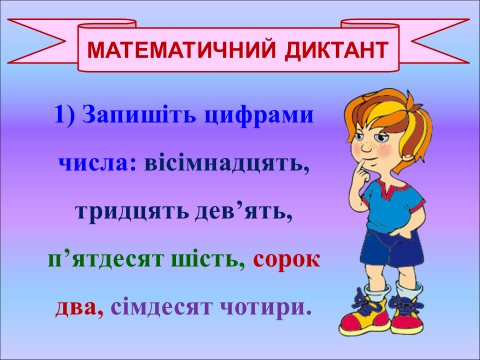 МАТЕМАТИЧНИЙ ДИКТАНТ
1) Запишіть цифрами
числа: вісімнадцять,
тридцять дев’ять,
п’ятдесят шість, сорок
два, сімдесят чотири.